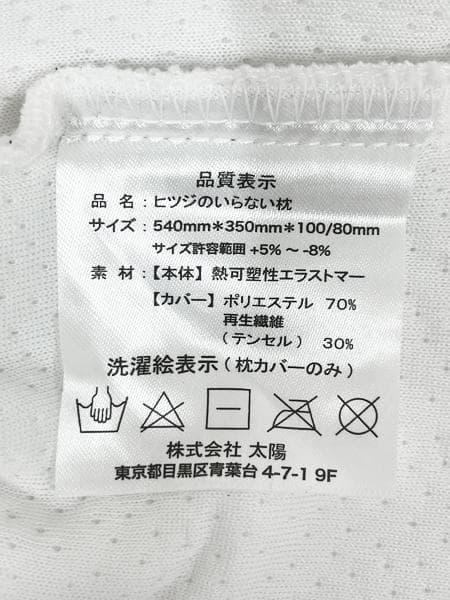 品質表示
品 名：ヒツジのいらない枕
サイズ：540mm＊350mm＊100/80mm
サイズ許容範囲 +5% 〜 -8%
素 材：【本体】熱可塑性エラストマー
【カバー】ポリエステル 70%
再生繊維
（テンセル） 30%
洗濯絵表示（枕カバーのみ）
株式会社 太陽
東京都目黒区青葉台 4-7-1 9F